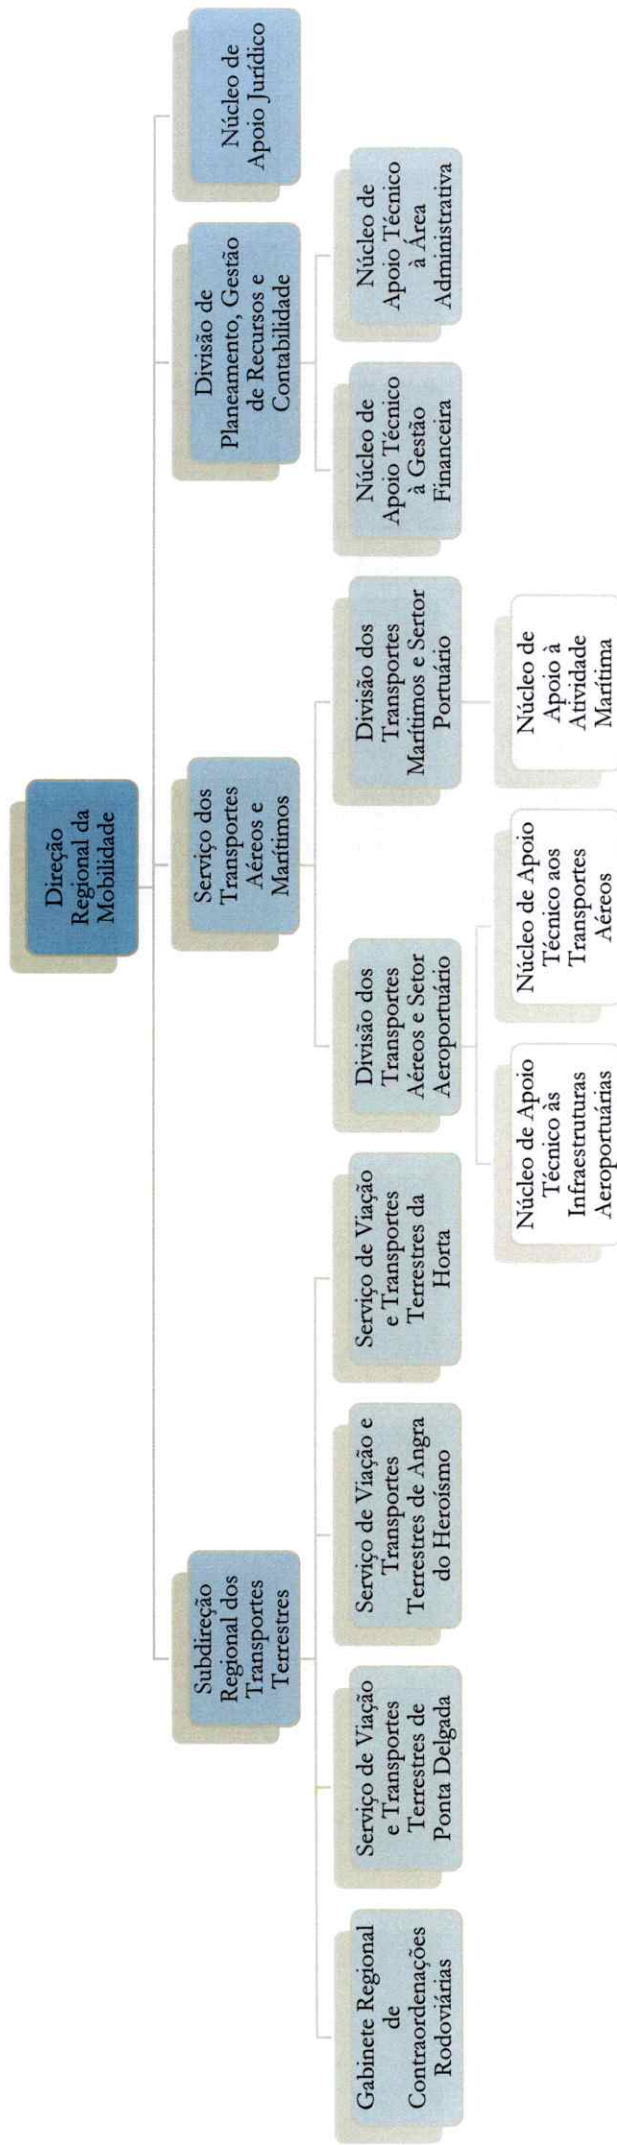 Direção
Regional da
Mobilidade
Subdireção
Regional dos
Transportes
Terrestres
Serviço dos
Transportes
Aéreos e
Marítimos
Divisão de
Planeamento, Gestão
de Recursos e
Contabilidade
Núcleo de
Apoio Jurídico
Gabinete Regional
de
Contraordenações
Rodoviárias
Serviço de Viação
e Transportes
Terrestres de
Ponta Delgada
Serviço de Viação e
Transportes
Terrestres de Angra
do Heroísmo
Serviço de Viação
e Transportes
Terrestres da
Horta
Divisão dos
Transportes
Aéreos e Setor
Aeroportuário
Divisão dos
Transportes
Marítimos e Sertor
Portuário
Núcleo de
Apoio Técnico
à Gestão
Financeira
Núcleo de
Apoio Técnico
à Área
Administrativa
Núcleo de Apoio
Técnico às
Infraestruturas
Aeroportuárias
Núcleo de Apoio
Técnico aos
Transportes
Aéreos
Núcleo de
Apoio à
Atividade
Marítima